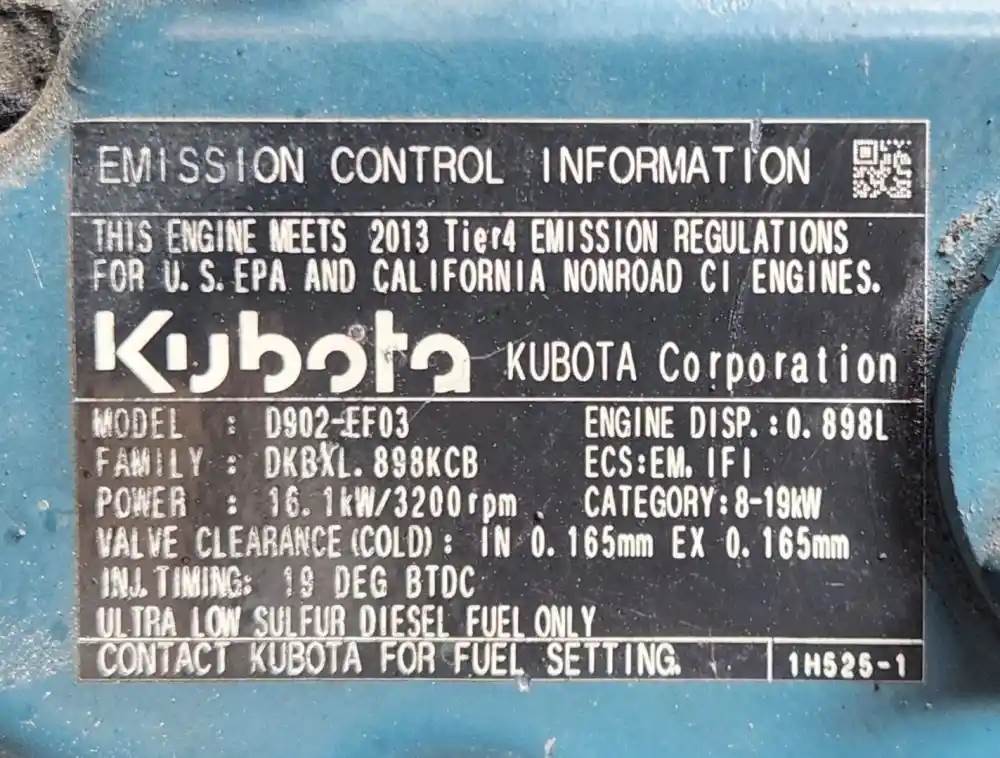 EMISSION CONTROL INFORMATION
THIS ENGINE MEETS 2013 Tier4 EMISSION REGULATIONS
FOR U.S.EPA AND CALIFORNIA NONROAD CI ENGINES.
Kubota KUBOTA Corporation
MODEL : D902-EF03 ENGINE DISP.:0.898L
FAMILY : DKBXL.898KCB ECS:EM.IFI
POWER : 16.1kW/3200rpm CATEGORY:8-19kW
VALVE CLEARANCE(COLD): IN 0.165mm EX 0.165mm
INJ.TIMING: 19 DEG BTDC
ULTRA LOW SULFUR DIESEL FUEL ONLY
CONTACT KUBOTA FOR FUEL SETTING. 1H525-1